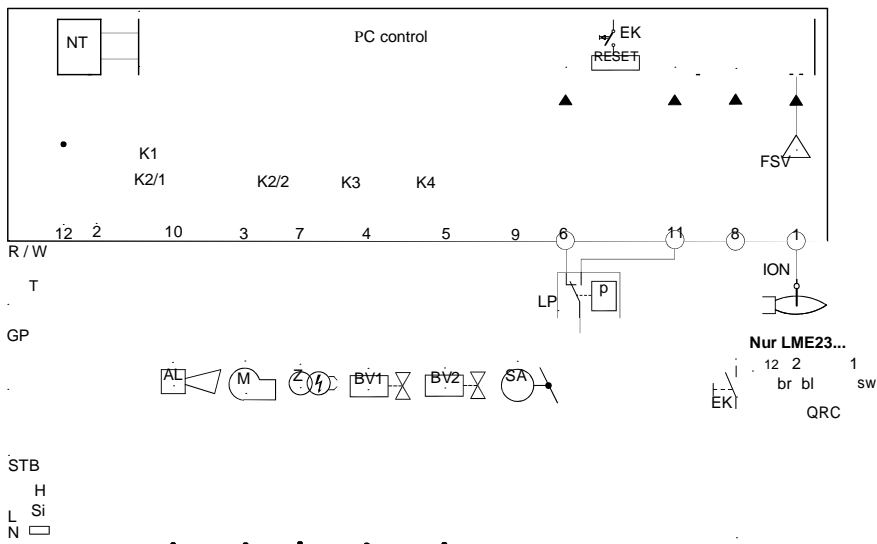 NT
PC control
EK
RESET
K1
FSV
K2/1 K2/2 K3 K4
12 2 10 3 7 4 5 9 6 11 8 1
R / W
ION
T
LP p
GP
Nur LME23...
12 2 1
AL M Z BV1 BV2 SA
br bl sw
EK
QRC
STB
H
Si
L
N